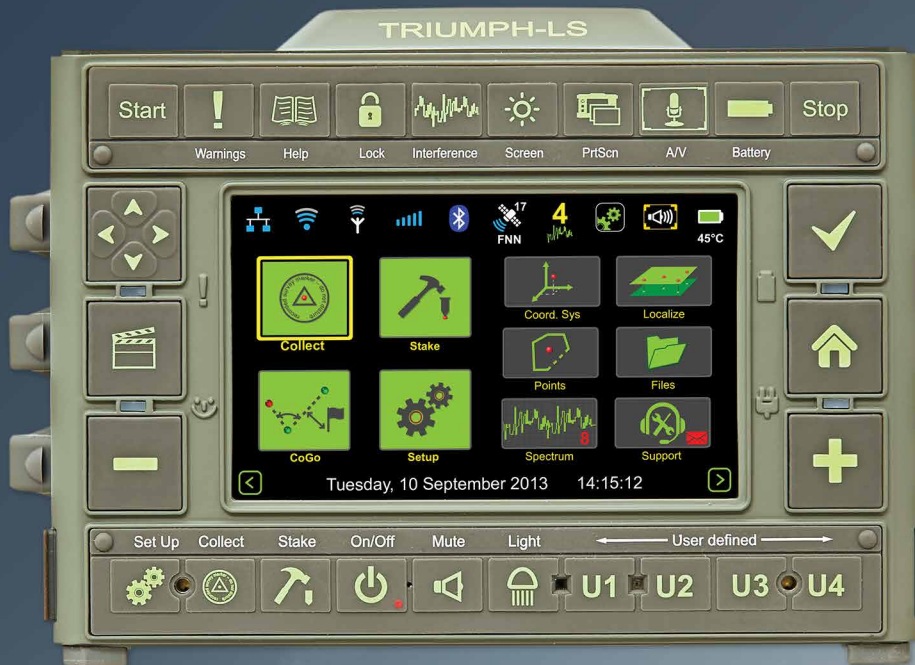 TRIUMPH-LS
Start
Stop
Warnings Help Lock Interference Screen PrtScn A/V Battery
17
4
FNN
45°C
Coord. Sys Localize
Collect Stake
Points Files
8
CoGo Setup Spectrum Support
Tuesday, 10 September 2013 14:15:12
Set Up Collect Stake On/Off Mute Light User defined
U1 U2 U3 U4